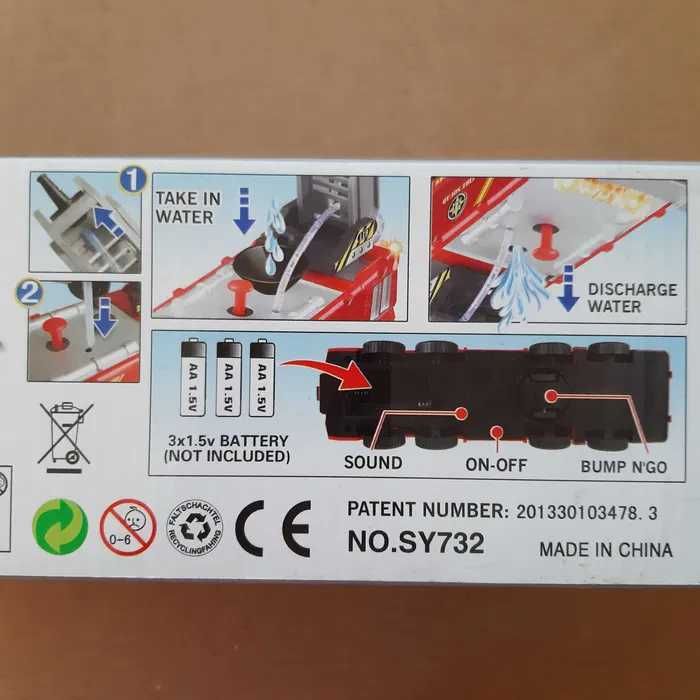 1
TAKE IN
WATER
2
DISCHARGE
WATER
AA 1.5V
AA 1.5V
AA 1.5V
3x1.5v BATTERY
(NOT INCLUDED)
SOUND
ON-OFF
BUMP N'GO
0-6
FALTSCHACHTEL
RECYCLINGFÄHIG
CE
PATENT NUMBER: 201330103478.3
NO.SY732
MADE IN CHINA